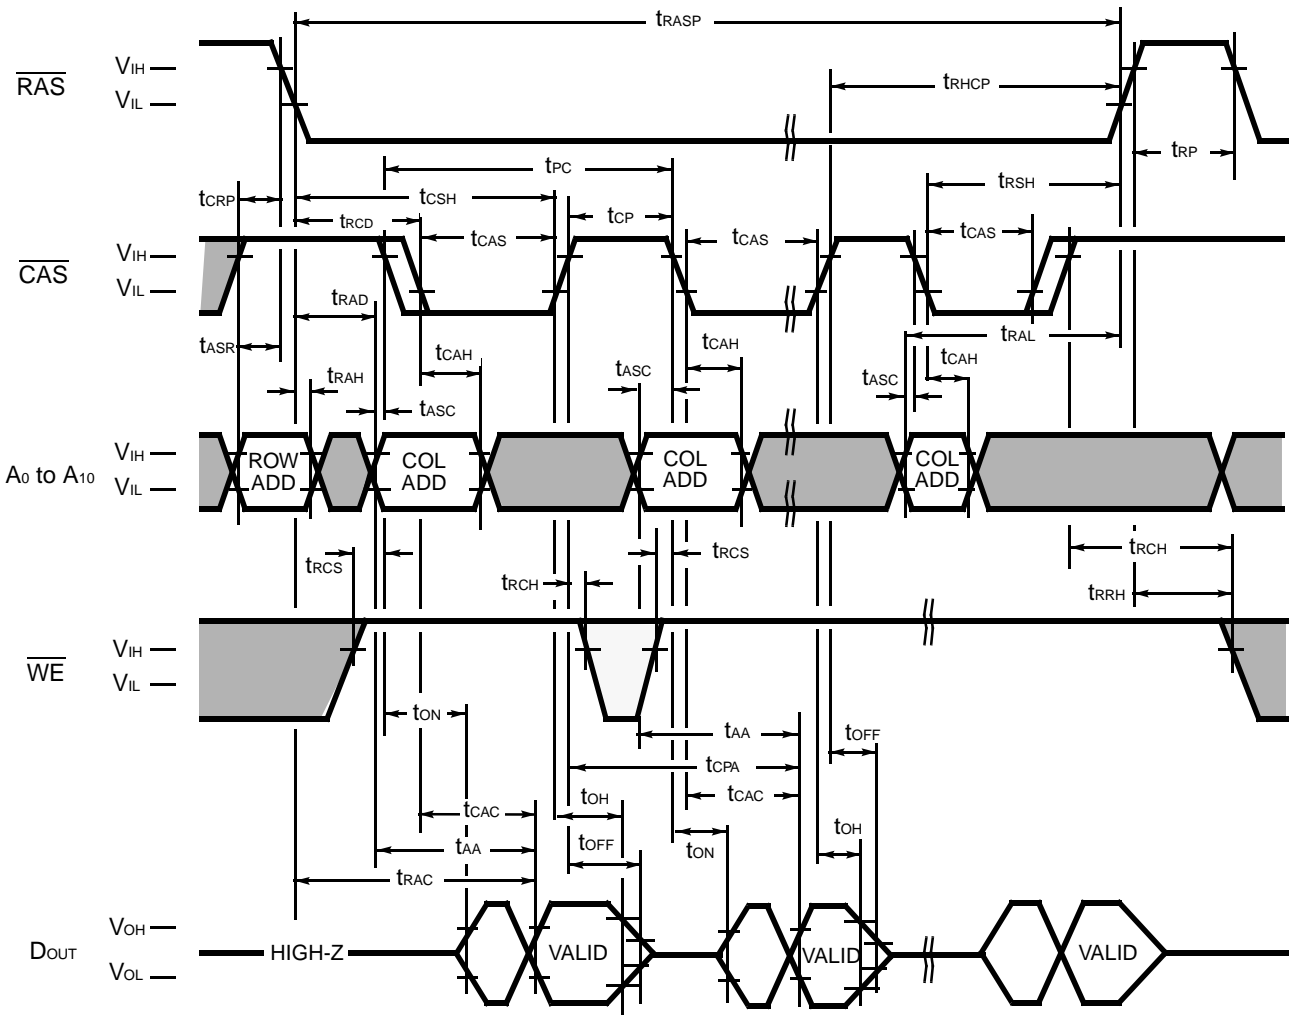 tRASP
VIH
RAS
tRHCP
VIL
tRP
tPC
tRSH
tCRP
tCSH
tCP
tRCD
tCAS
tCAS
tCAS
VIH
CAS
VIL
tRAD
tRAL
tASR
tCAH
tCAH
tCAH
tASC
tRAH
tASC
tASC
VIH
ROW
ADD
COL
ADD
COL
ADD
COL
ADD
A0 to A10
VIL
tRCS
tRCH
tRCS
tRCH
tRRH
VIH
WE
VIL
tON
tAA
tOFF
tCPA
tCAC
tOH
tCAC
tOH
tAA
tOFF
tON
tRAC
VOH
DOUT
HIGH-Z
VALID
VALID
VALID
VOL